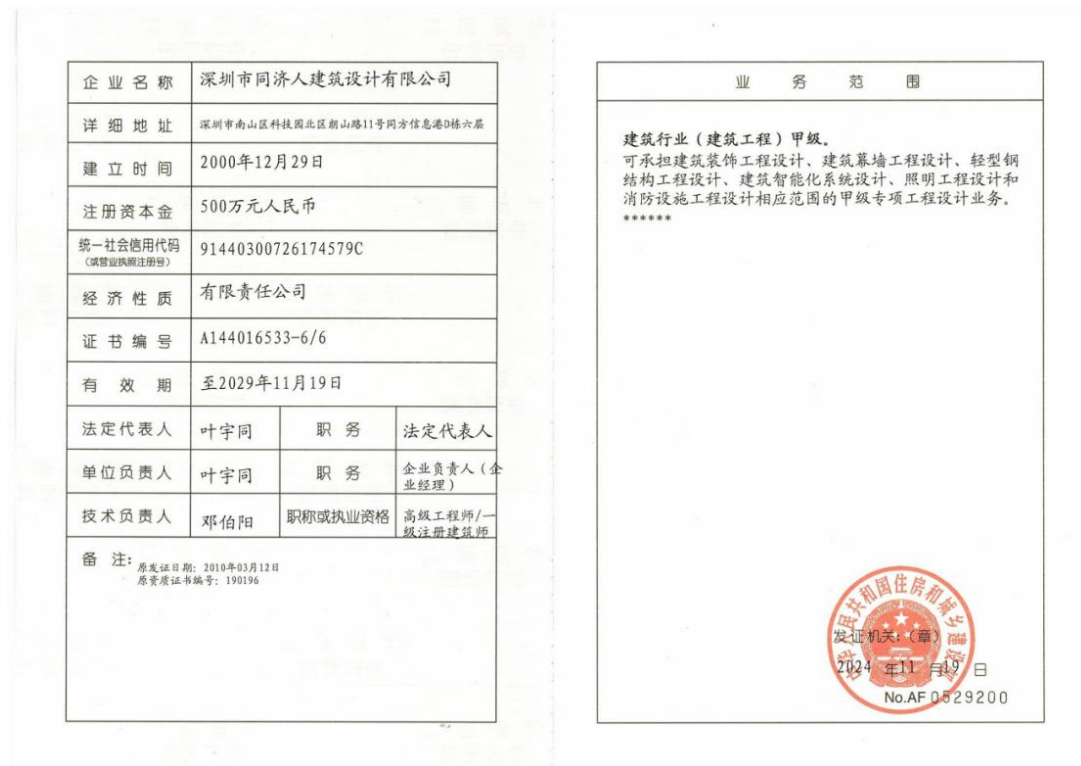 企业名称 深圳市同济人建筑设计有限公司
详细地址 深圳市南山区科技园北区朗山路11号同方信息港D栋六层
建立时间 2000年12月29日
注册资本金 500万元人民币
统一社会信用代码 91440300726174579C
(或营业执照注册号)
经济性质 有限责任公司
证书编号 A144016533-6/6
有效期 至2029年11月19日
法定代表人 叶宇同 职务 法定代表人
单位负责人 叶宇同 职务 企业负责人(企
业经理)
技术负责人 邓伯阳 职称或执业资格 高级工程师/一
级注册建筑师
备注:
原发证日期: 2010年03月12日
原资质证书编号: 190196
业务范围
建筑行业(建筑工程)甲级。
可承担建筑装饰工程设计、建筑幕墙工程设计、轻型钢
结构工程设计、建筑智能化系统设计、照明工程设计和
消防设施工程设计相应范围的甲级专项工程设计业务。
******
中华人民共和国住房和城乡建设部
发证机关:(章)
2024年11月19日
No.AF 0529200